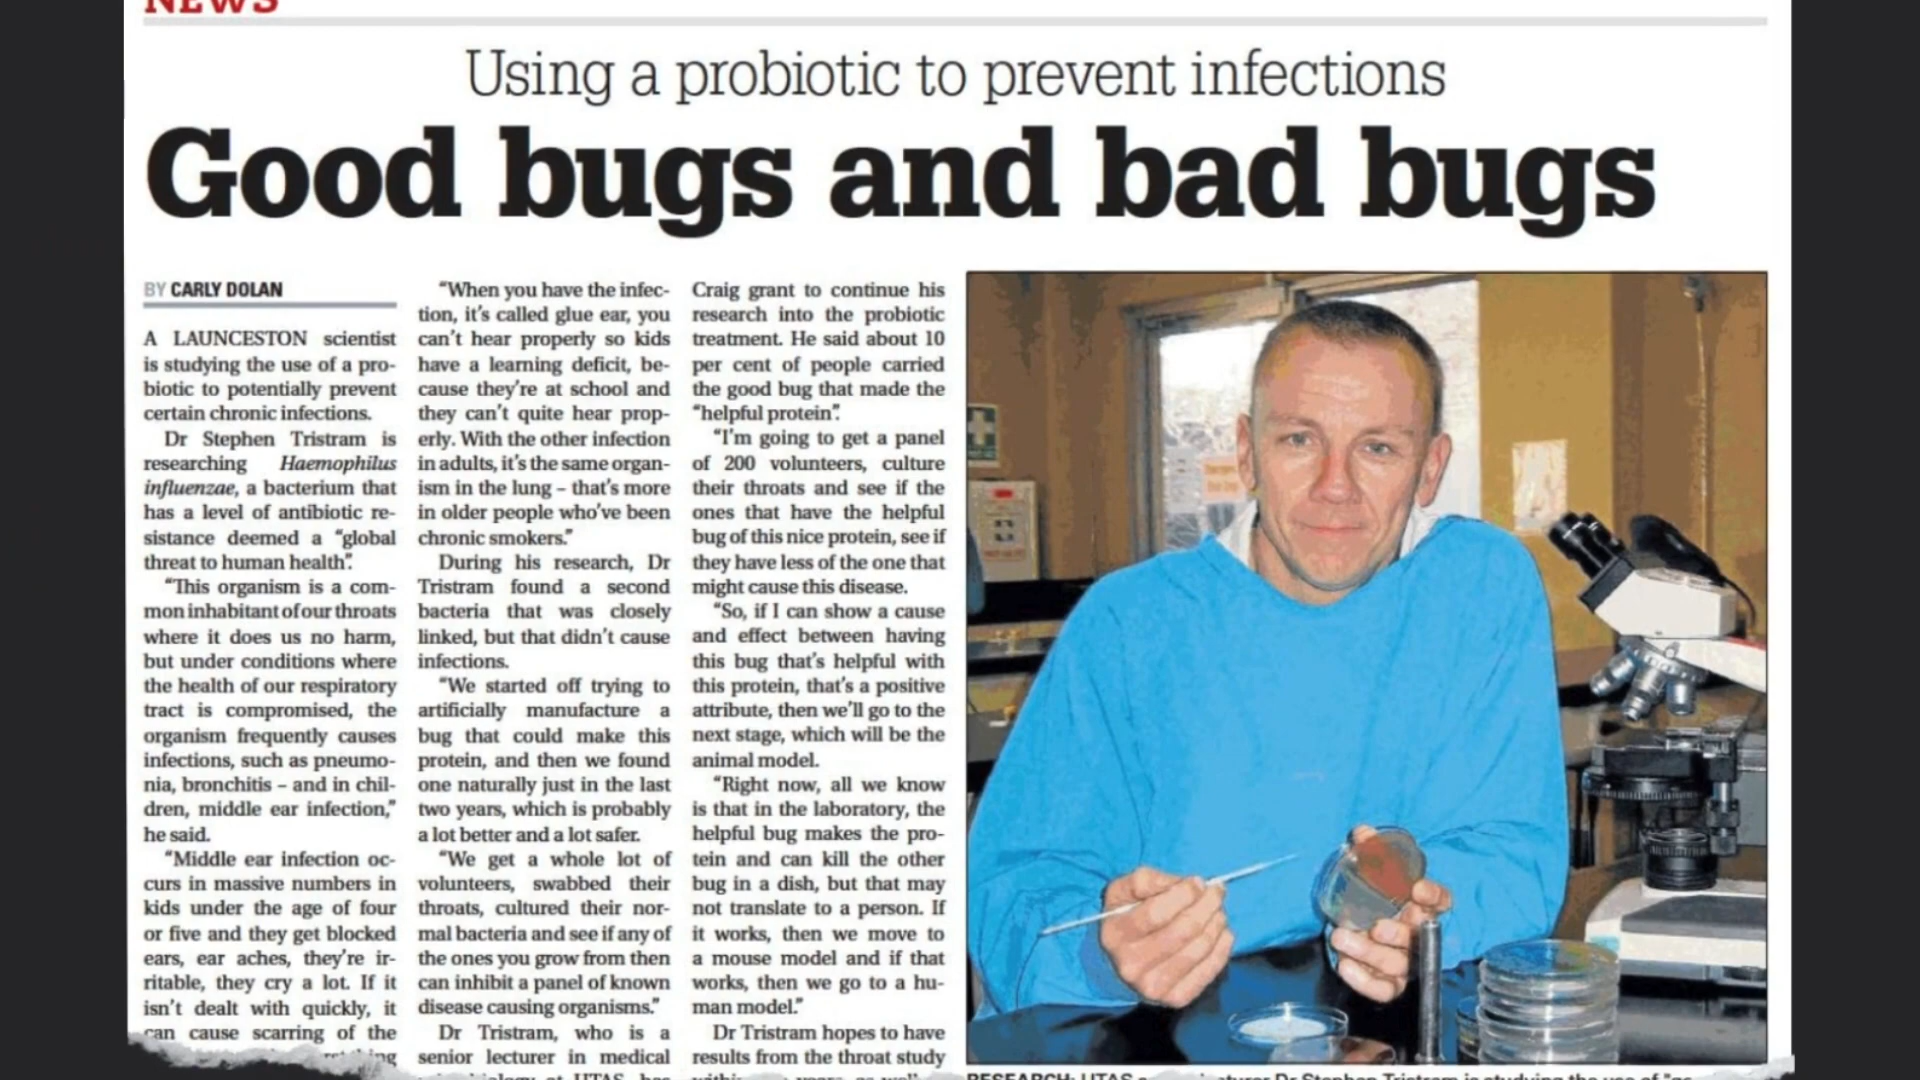 NEWS
Using a probiotic to prevent infections
Good bugs and bad bugs
BY CARLY DOLAN
A LAUNCESTON scientist
is studying the use of a pro-
biotic to potentially prevent
certain chronic infections.
Dr Stephen Tristram is
researching Haemophilus
influenzae, a bacterium that
has a level of antibiotic re-
sistance deemed a "global
threat to human health".
"This organism is a com-
mon inhabitant of our throats
where it does us no harm,
but under conditions where
the health of our respiratory
tract is compromised, the
organism frequently causes
infections, such as pneumo-
nia, bronchitis – and in chil-
dren, middle ear infection,"
he said.
"Middle ear infection oc-
curs in massive numbers in
kids under the age of four
or five and they get blocked
ears, ear aches, they're ir-
ritable, they cry a lot. If it
isn't dealt with quickly, it
can cause scarring of the
"When you have the infec-
tion, it's called glue ear, you
can't hear properly so kids
have a learning deficit, be-
cause they're at school and
they can't quite hear prop-
erly. With the other infection
in adults, it's the same organ-
ism in the lung – that's more
in older people who've been
chronic smokers."
During his research, Dr
Tristram found a second
bacteria that was closely
linked, but that didn't cause
infections.
"We started off trying to
artificially manufacture a
bug that could make this
protein, and then we found
one naturally just in the last
two years, which is probably
a lot better and a lot safer.
"We get a whole lot of
volunteers, swabbed their
throats, cultured their nor-
mal bacteria and see if any of
the ones you grow from then
can inhibit a panel of known
disease causing organisms."
Dr Tristram, who is a
senior lecturer in medical
at UTAS, has
Craig grant to continue his
research into the probiotic
treatment. He said about 10
per cent of people carried
the good bug that made the
"helpful protein".
"I'm going to get a panel
of 200 volunteers, culture
their throats and see if the
ones that have the helpful
bug of this nice protein, see if
they have less of the one that
might cause this disease.
"So, if I can show a cause
and effect between having
this bug that's helpful with
this protein, that's a positive
attribute, then we'll go to the
next stage, which will be the
animal model.
"Right now, all we know
is that in the laboratory, the
helpful bug makes the pro-
tein and can kill the other
bug in a dish, but that may
not translate to a person. If
it works, then we move to
a mouse model and if that
works, then we go to a hu-
man model."
Dr Tristram hopes to have
results from the throat study
RESEARCH: UTAS Dr Stephen Tristram is studying the use of